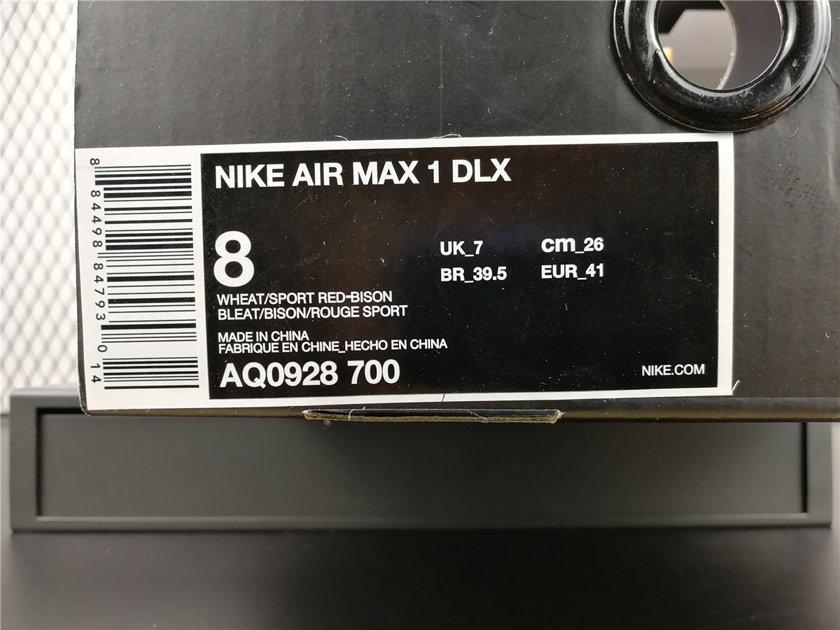 NIKE AIR MAX 1 DLX
8
UK_7 cm_26
BR_39.5 EUR_41
WHEAT/SPORT RED-BISON
BLEAT/BISON/ROUGE SPORT
MADE IN CHINA
FABRIQUE EN CHINE_HECHO EN CHINA
AQ0928 700
NIKE.COM
8 84498 84793 0 14